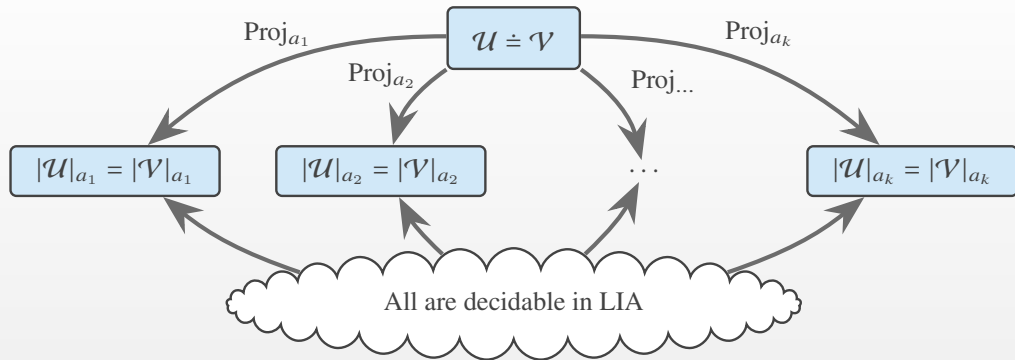 𝒰 ≐ 𝒱
Proj_{a_1}
Proj_{a_2}
Proj_{...}
Proj_{a_k}
|𝒰|_{a_1} = |𝒱|_{a_1}
|𝒰|_{a_2} = |𝒱|_{a_2}
...
|𝒰|_{a_k} = |𝒱|_{a_k}
All are decidable in LIA